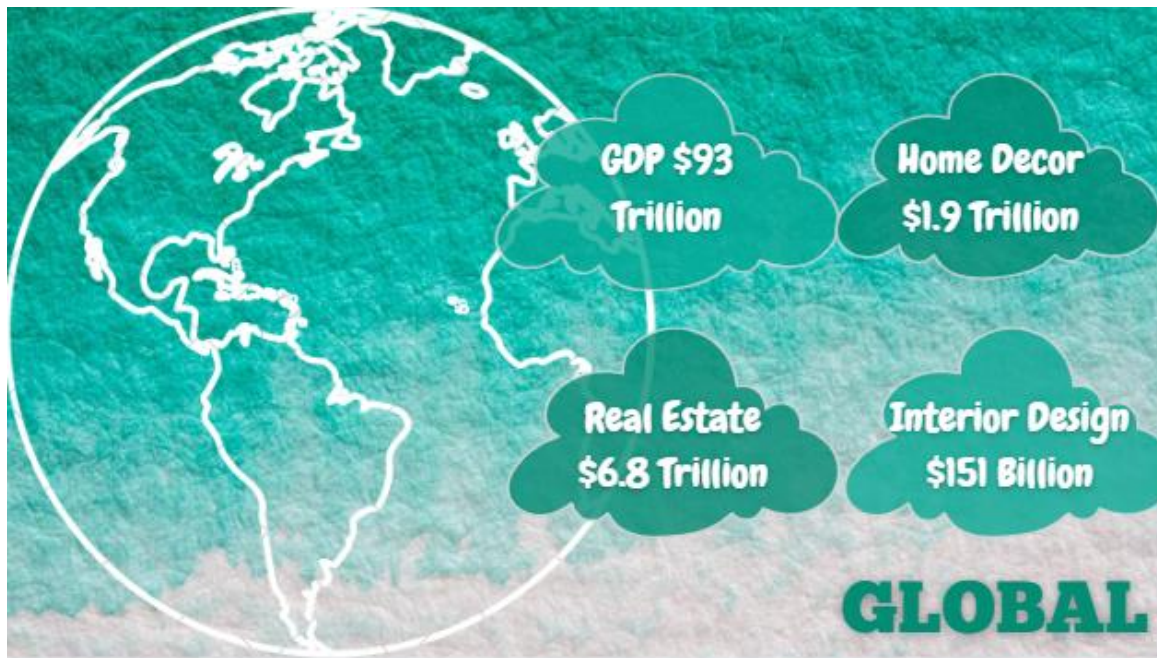 GDP $93
Trillion
Home Decor
$1.9 Trillion
Real Estate
$6.8 Trillion
Interior Design
$151 Billion
GLOBAL